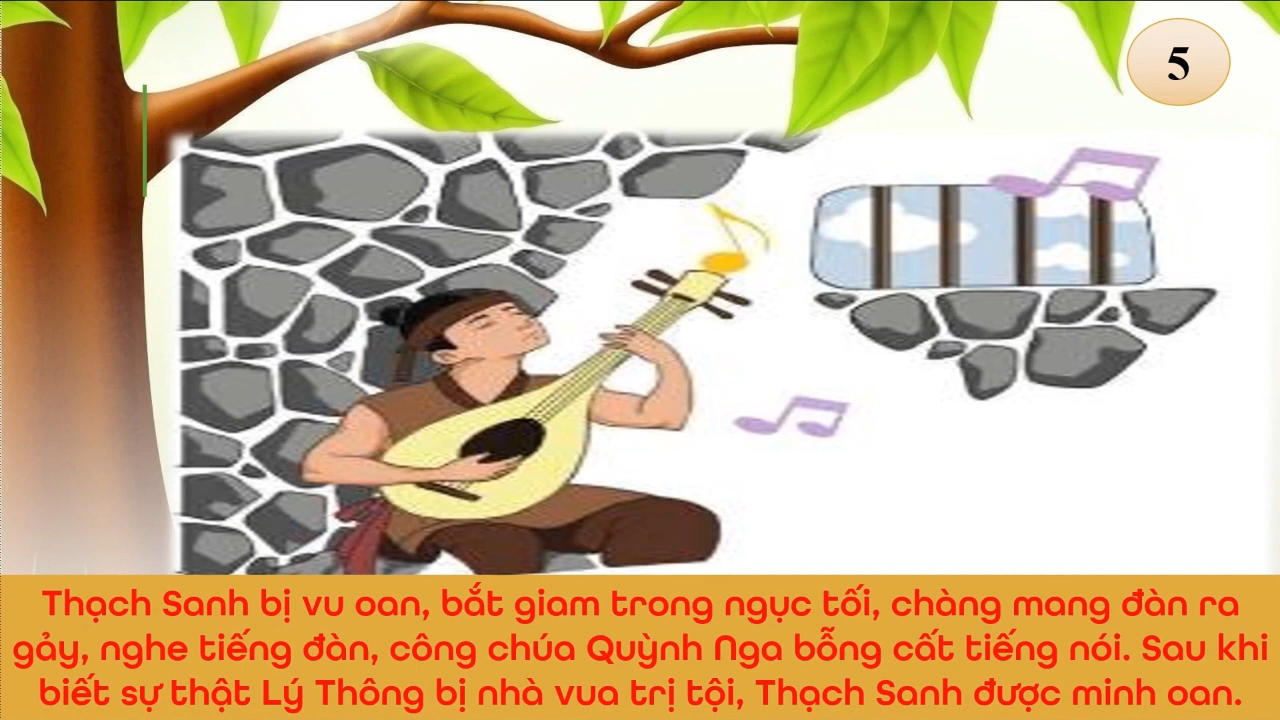 5
Thạch Sanh bị vu oan, bắt giam trong ngục tối, chàng mang đàn ra
gảy, nghe tiếng đàn, công chúa Quỳnh Nga bỗng cất tiếng nói. Sau khi
biết sự thật Lý Thông bị nhà vua trị tội, Thạch Sanh được minh oan.